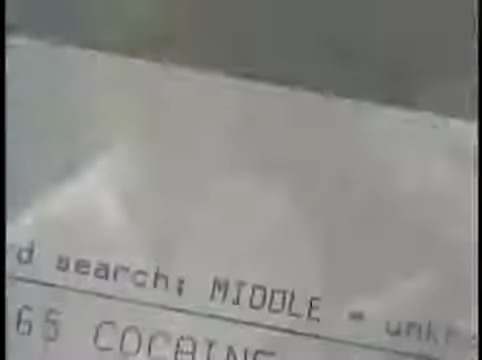 d search; MIDDLE = unk
65 COCAINE